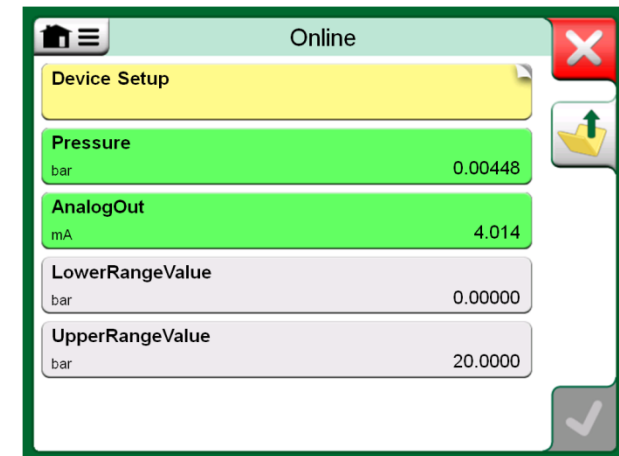 Online
Device Setup
Pressure
bar 0.00448
AnalogOut
mA 4.014
LowerRangeValue
bar 0.00000
UpperRangeValue
bar 20.0000